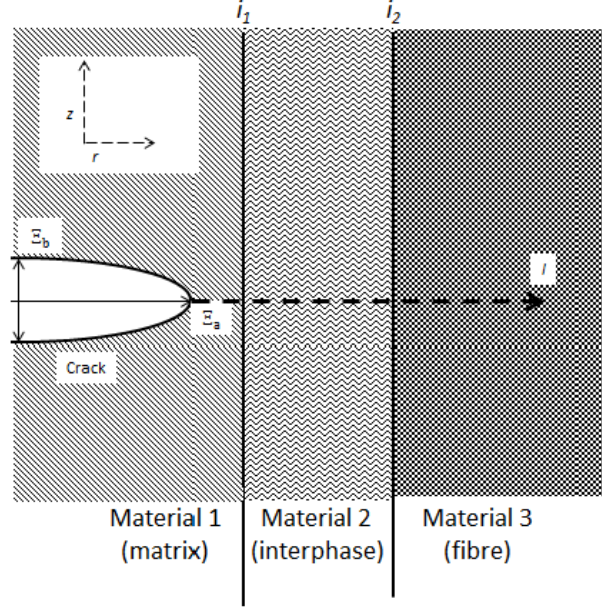 i1 i2
z
r
Ξb
l
Ξa
Crack
Material 1 Material 2 Material 3
(matrix) (interphase) (fibre)